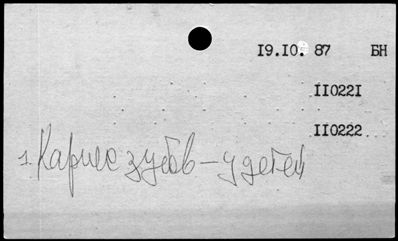 19.10. 87 БН
110221
110222
1. Кариес зубов – у детей